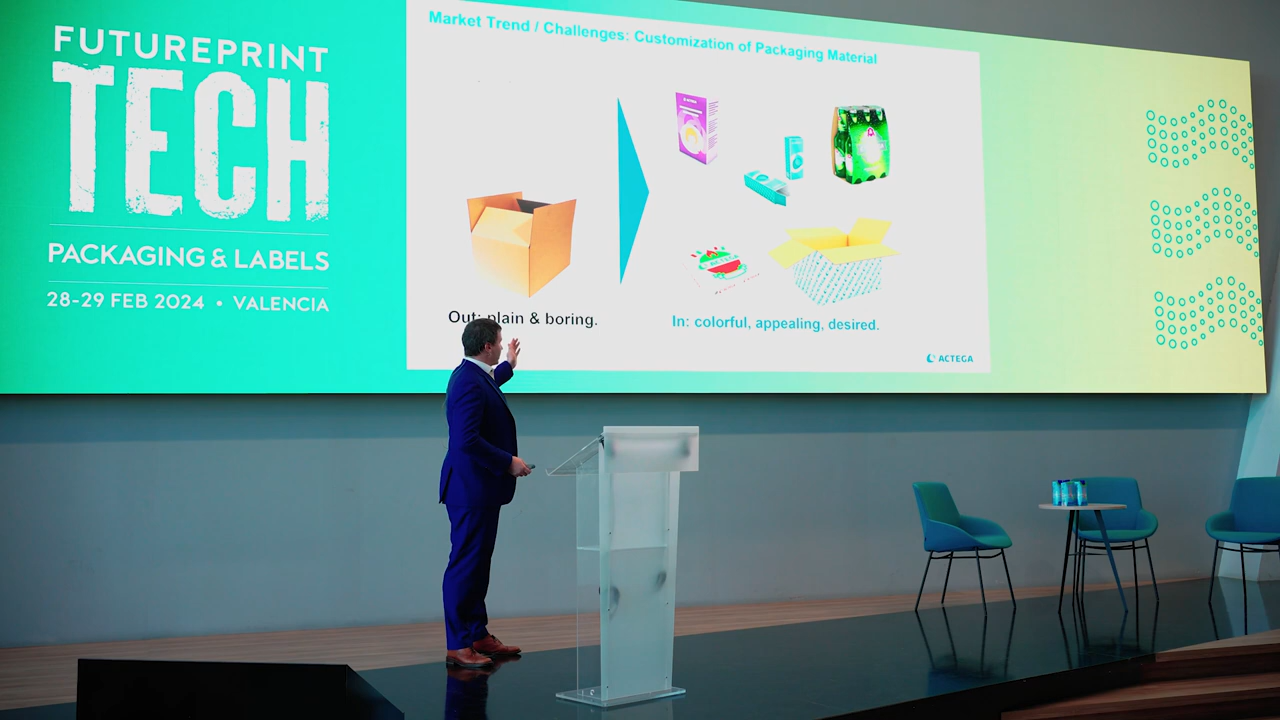 FUTUREPRINT
TECH
PACKAGING & LABELS
28-29 FEB 2024 • VALENCIA
Market Trend / Challenges: Customization of Packaging Material
Out: plain & boring.
In: colorful, appealing, desired.
ACTEGA